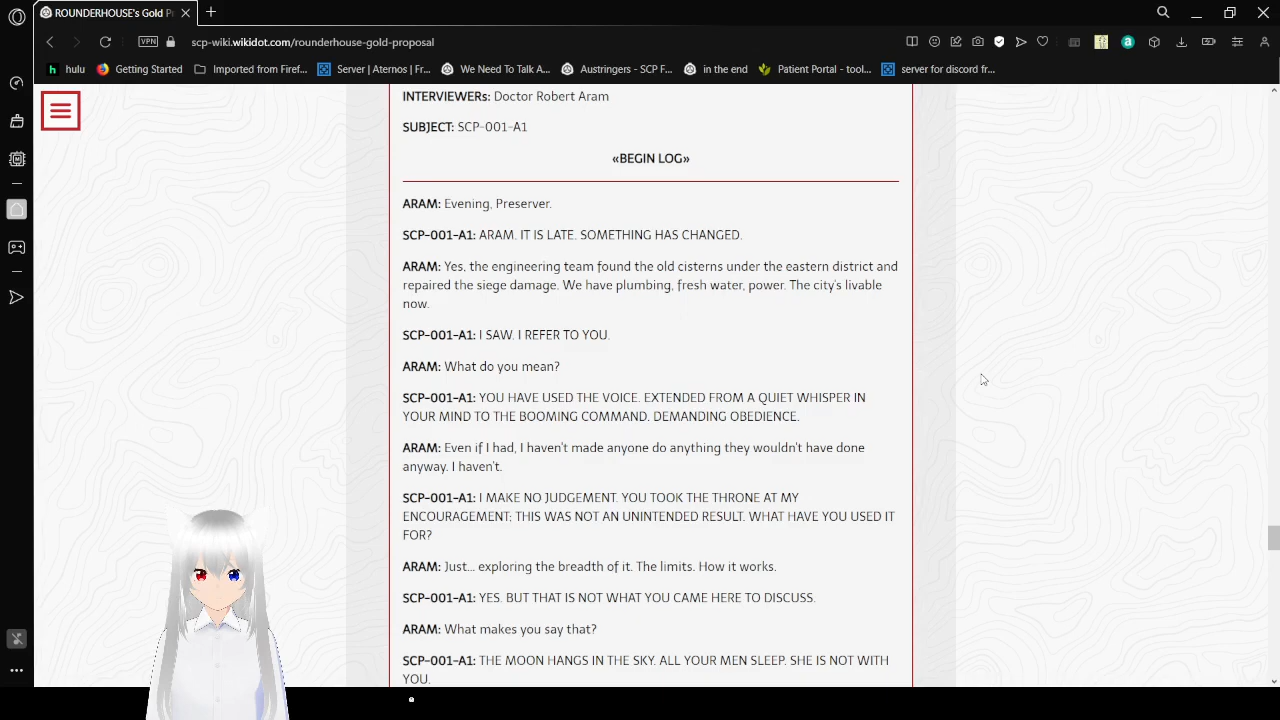 ROUNDERHOUSE's Gold P
scp-wiki.wikidot.com/rounderhouse-gold-proposal
VPN
hulu
Getting Started
Imported from Firef...
Server | Aternos | Fr...
We Need To Talk A...
Austringers - SCP F...
in the end
Patient Portal - tool...
server for discord fr...
INTERVIEWERs: Doctor Robert Aram
SUBJECT: SCP-001-A1
«BEGIN LOG»
ARAM: Evening, Preserver.
SCP-001-A1: ARAM. IT IS LATE. SOMETHING HAS CHANGED.
ARAM: Yes, the engineering team found the old cisterns under the eastern district and
repaired the siege damage. We have plumbing, fresh water, power. The city's livable
now.
SCP-001-A1: I SAW. I REFER TO YOU.
ARAM: What do you mean?
SCP-001-A1: YOU HAVE USED THE VOICE. EXTENDED FROM A QUIET WHISPER IN
YOUR MIND TO THE BOOMING COMMAND. DEMANDING OBEDIENCE.
ARAM: Even if I had, I haven't made anyone do anything they wouldn't have done
anyway. I haven't.
SCP-001-A1: I MAKE NO JUDGEMENT. YOU TOOK THE THRONE AT MY
ENCOURAGEMENT; THIS WAS NOT AN UNINTENDED RESULT. WHAT HAVE YOU USED IT
FOR?
ARAM: Just... exploring the breadth of it. The limits. How it works.
SCP-001-A1: YES. BUT THAT IS NOT WHAT YOU CAME HERE TO DISCUSS.
ARAM: What makes you say that?
SCP-001-A1: THE MOON HANGS IN THE SKY. ALL YOUR MEN SLEEP. SHE IS NOT WITH
YOU.